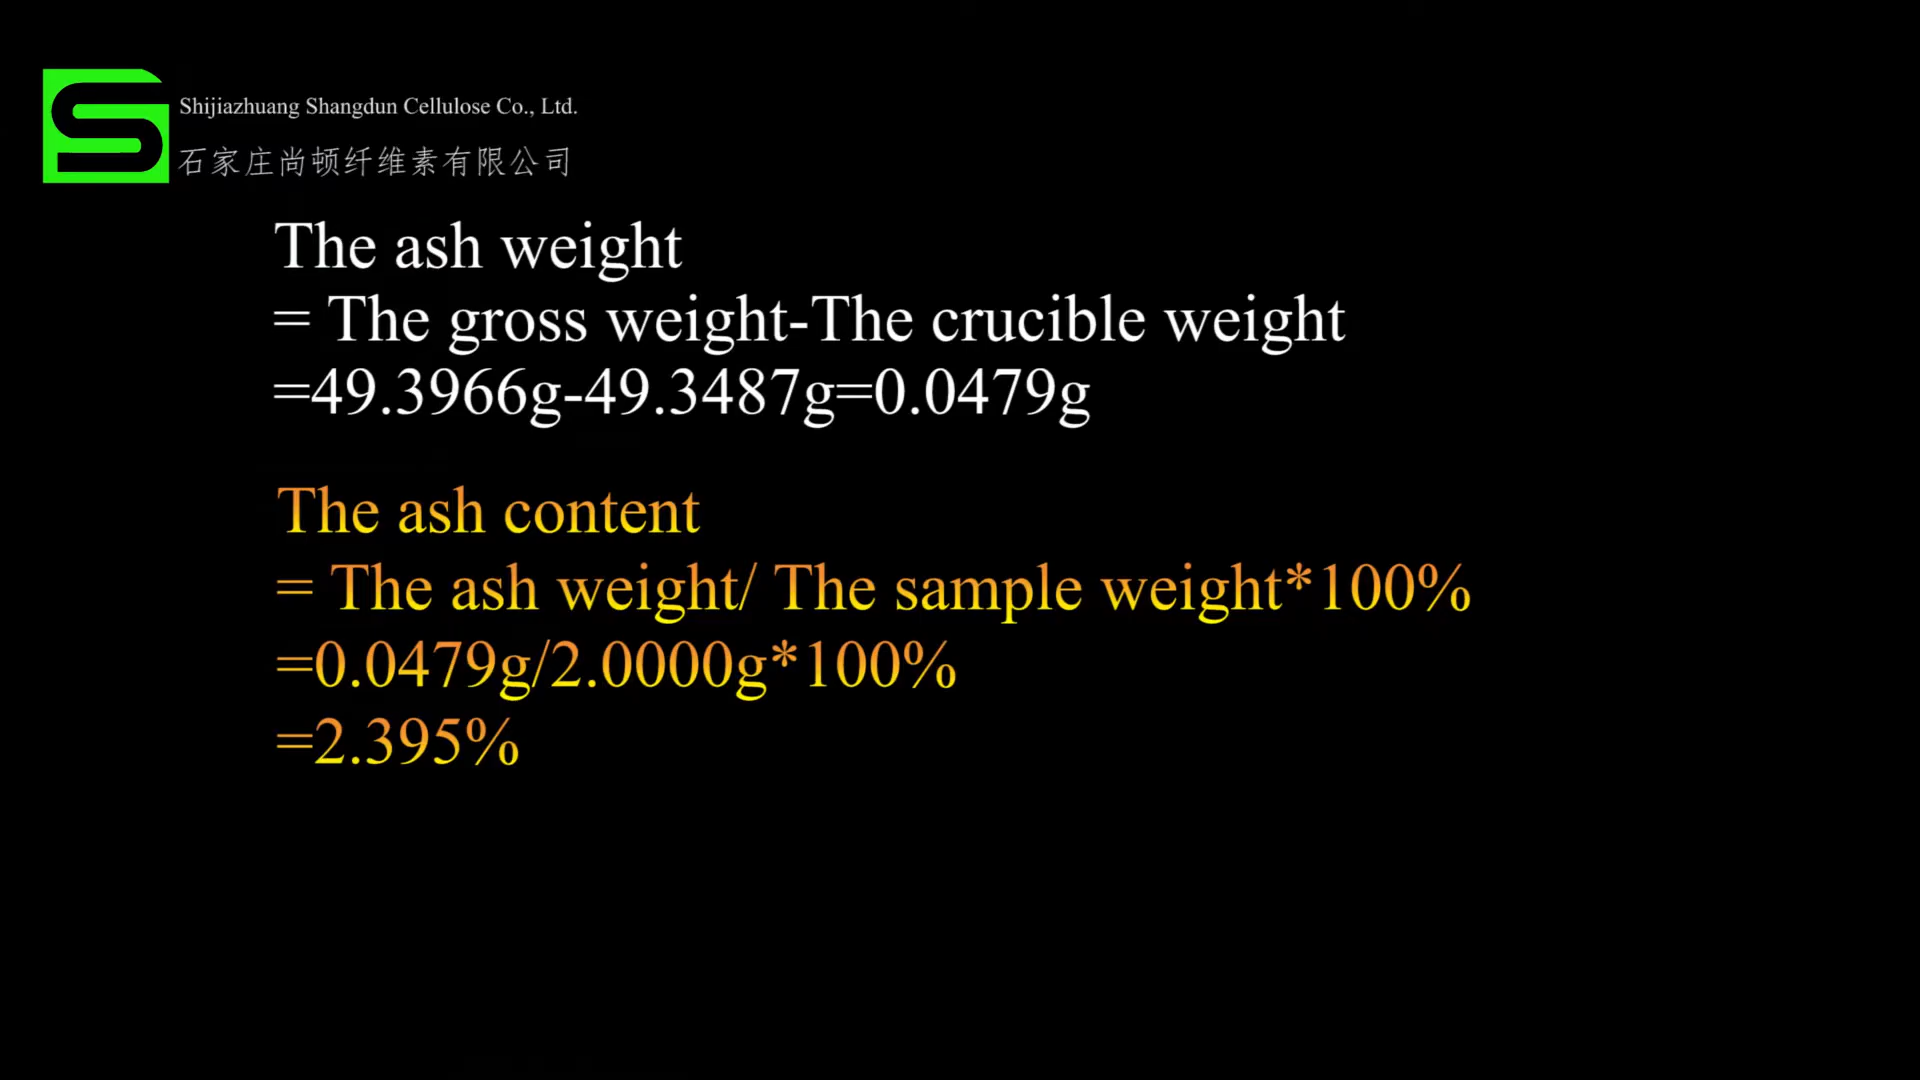 Shijiazhuang Shangdun Cellulose Co., Ltd.
石家庄尚顿纤维素有限公司
The ash weight
= The gross weight-The crucible weight
=49.3966g-49.3487g=0.0479g
The ash content
= The ash weight/ The sample weight*100%
=0.0479g/2.0000g*100%
=2.395%